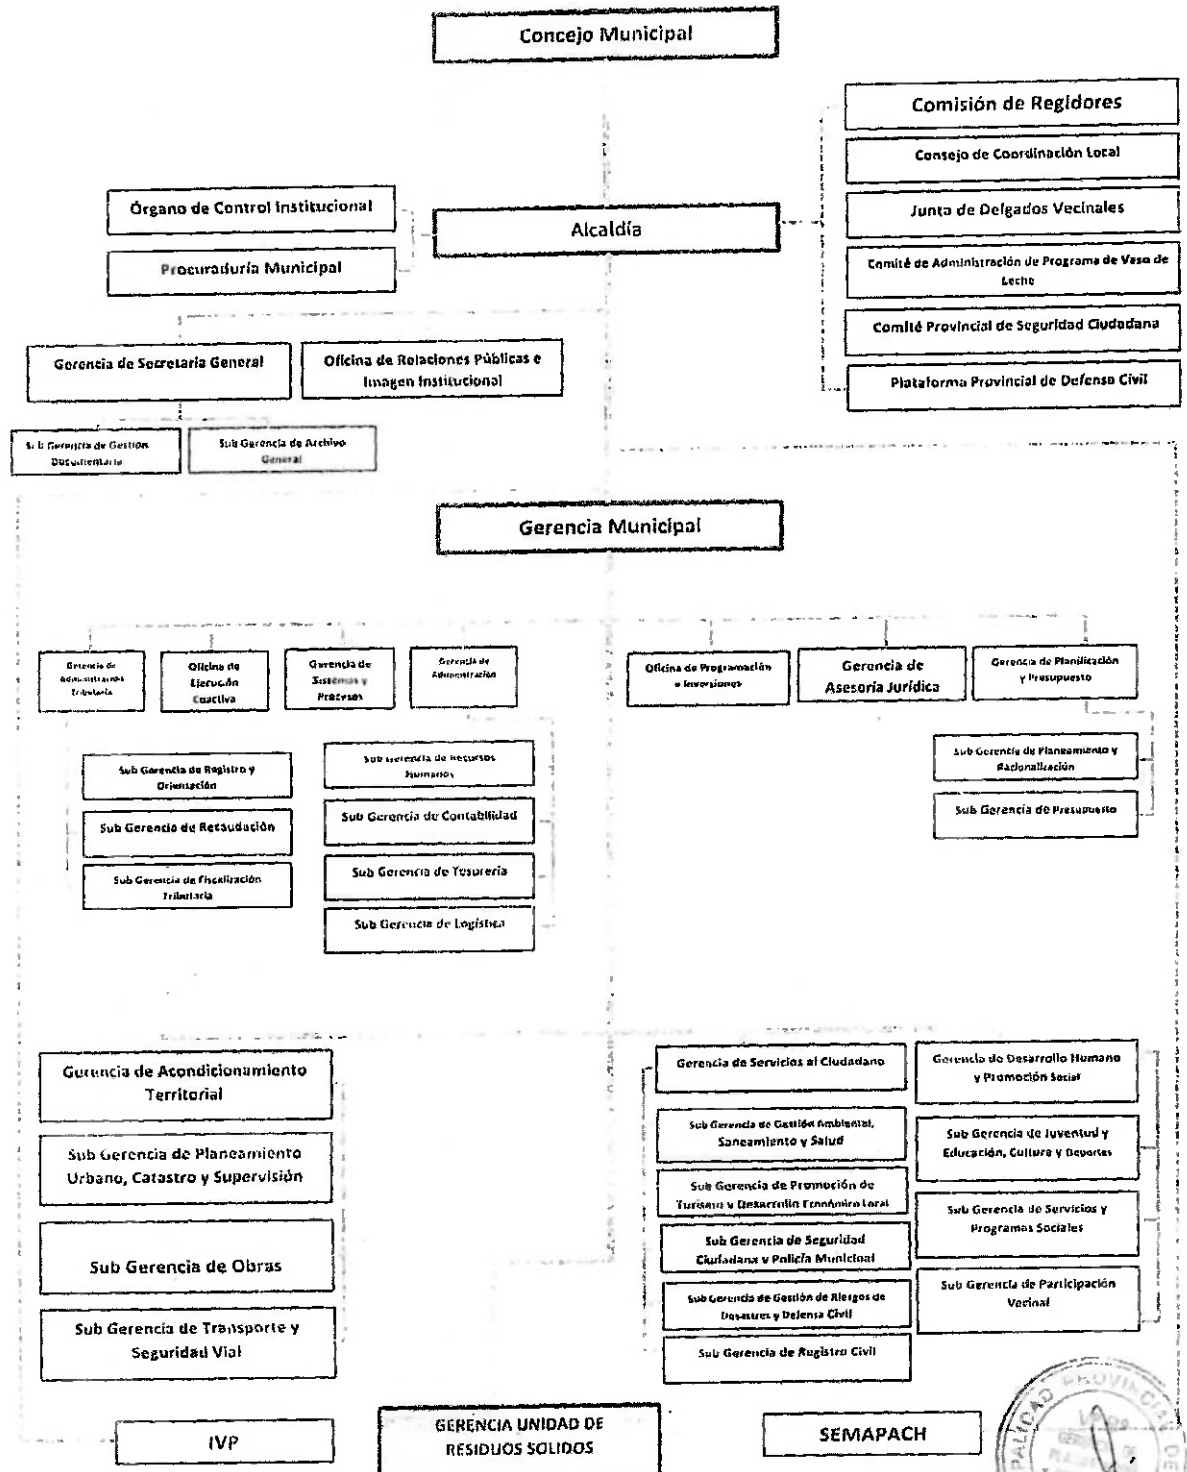 Concejo Municipal
Comisión de Regidores
Consejo de Coordinación Local
Junta de Delgados Vecinales
Comité de Administración de Programa de Vaso de
Leche
Comité Provincial de Seguridad Ciudadana
Plataforma Provincial de Defensa Civil
Órgano de Control Institucional
Procuraduría Municipal
Alcaldía
Gerencia de Secretaria General
Oficina de Relaciones Públicas e
Imagen Institucional
Sub Gerencia de Gestión
Documentaria
Sub Gerencia de Archivo
General
Gerencia Municipal
Gerencia de
Administración
Tributaria
Oficina de
Ejecución
Coactiva
Gerencia de
Sistemas y
Procesos
Gerencia de
Administración
Oficina de Programación
e Inversiones
Gerencia de
Asesoría Jurídica
Gerencia de Planificación
y Presupuesto
Sub Gerencia de Registro y
Orientación
Sub Gerencia de Recaudación
Sub Gerencia de Fiscalización
Tributaria
Sub Gerencia de Recursos
Humanos
Sub Gerencia de Contabilidad
Sub Gerencia de Tesorería
Sub Gerencia de Logística
Sub Gerencia de Planeamiento y
Racionalización
Sub Gerencia de Presupuesto
Gerencia de Acondicionamiento
Territorial
Sub Gerencia de Planeamiento
Urbano, Catastro y Supervisión
Sub Gerencia de Obras
Sub Gerencia de Transporte y
Seguridad Vial
Gerencia de Servicios al Ciudadano
Sub Gerencia de Gestión Ambiental,
Saneamiento y Salud
Sub Gerencia de Promoción de
Turismo y Desarrollo Económico Local
Sub Gerencia de Seguridad
Ciudadana y Policía Municipal
Sub Gerencia de Gestión de Riesgos de
Desastres y Defensa Civil
Sub Gerencia de Registro Civil
Gerencia de Desarrollo Humano
y Promoción Social
Sub Gerencia de Juventud y
Educación, Cultura y Deportes
Sub Gerencia de Servicios y
Programas Sociales
Sub Gerencia de Participación
Vecinal
IVP
GERENCIA UNIDAD DE
RESIDUOS SOLIDOS
SEMAPACH